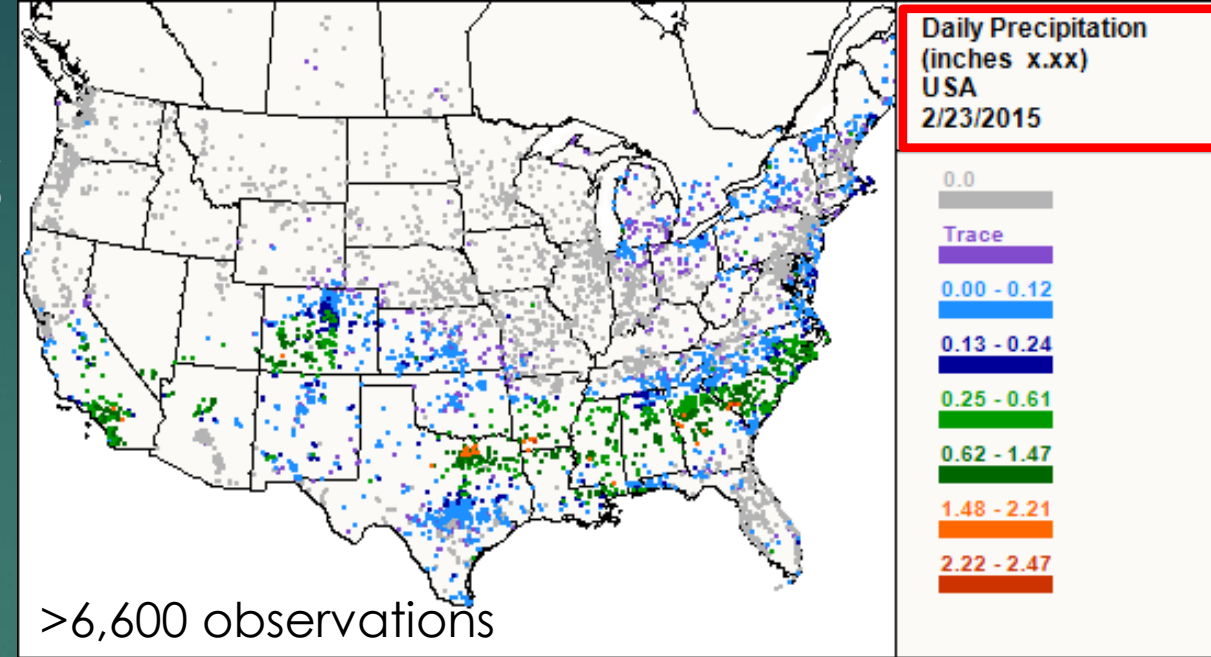 Daily Precipitation
(inches x.xx)
USA
2/23/2015
0.0
Trace
0.00 - 0.12
0.13 - 0.24
0.25 - 0.61
0.62 - 1.47
1.48 - 2.21
2.22 - 2.47
>6,600 observations